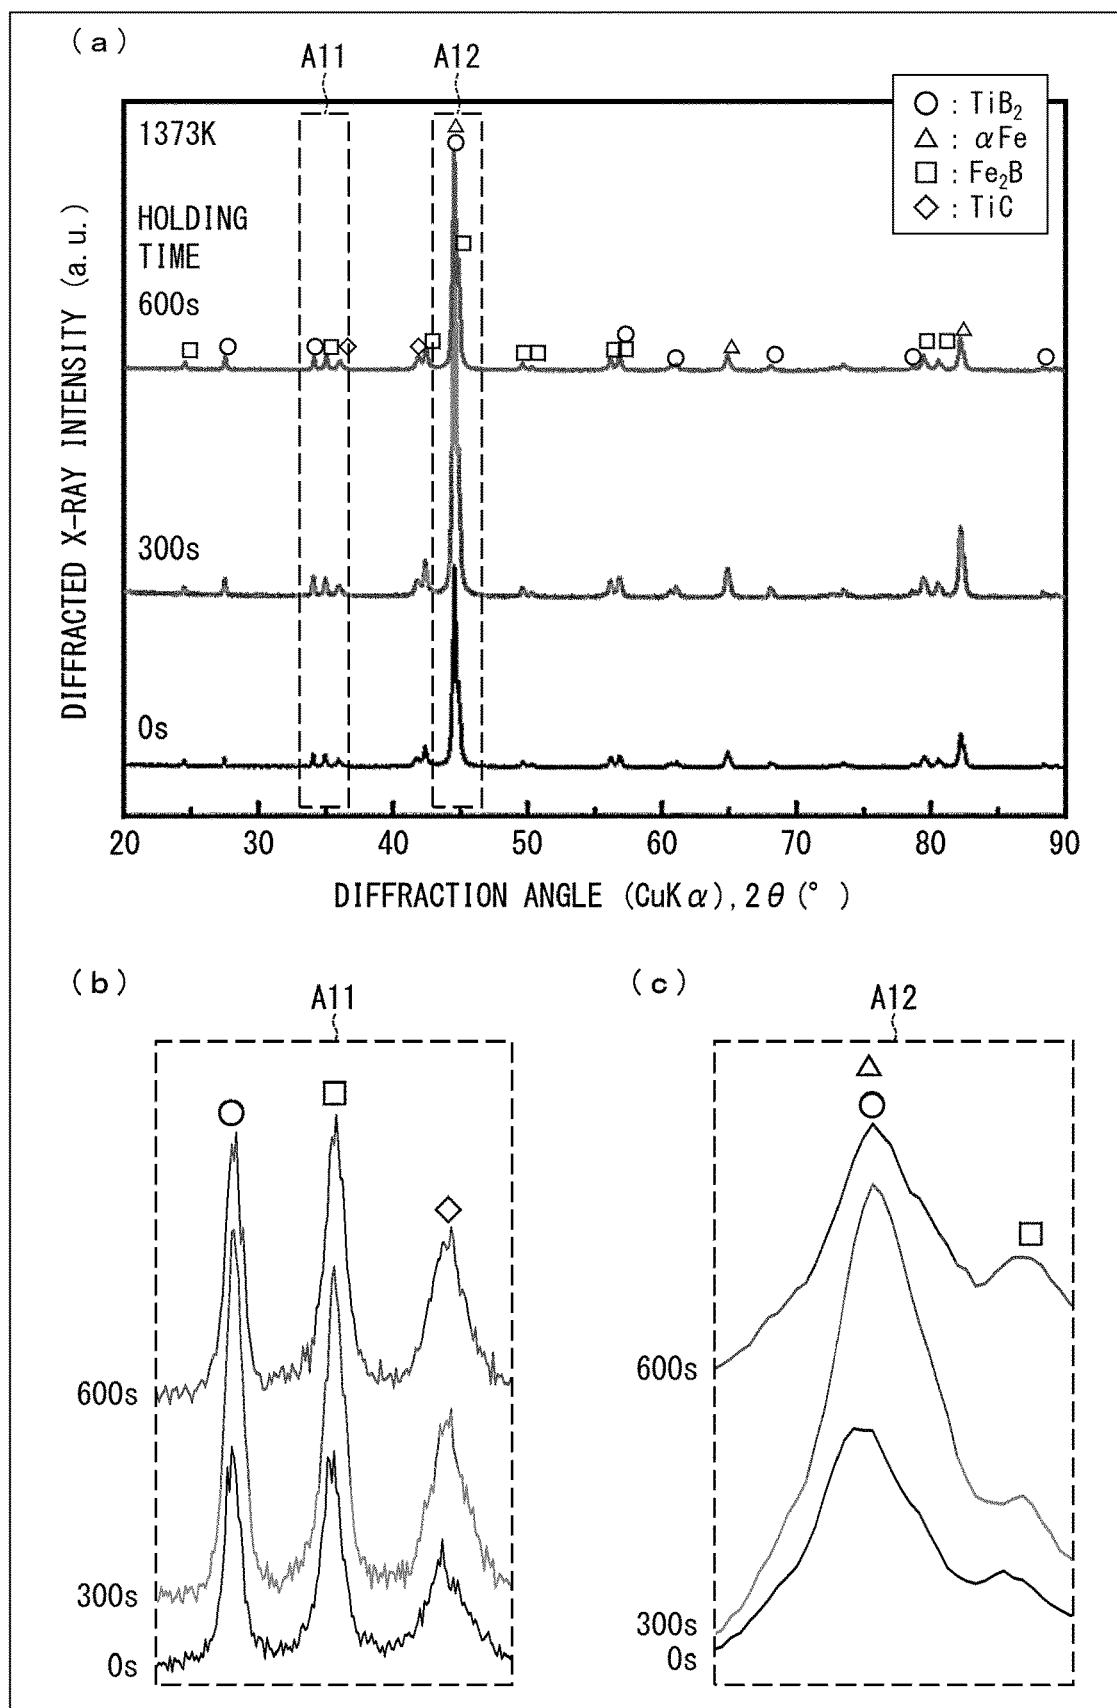 (a)
A11 A12
1373K
HOLDING
TIME
600s
300s
0s
○ : TiB₂
△ : αFe
□ : Fe₂B
◇ : TiC
DIFFRACTED X-RAY INTENSITY (a.u.)
20 30 40 50 60 70 80 90
DIFFRACTION ANGLE (CuKα), 2θ (°)
(b)
A11
600s
300s
0s
(c)
A12
600s
300s
0s